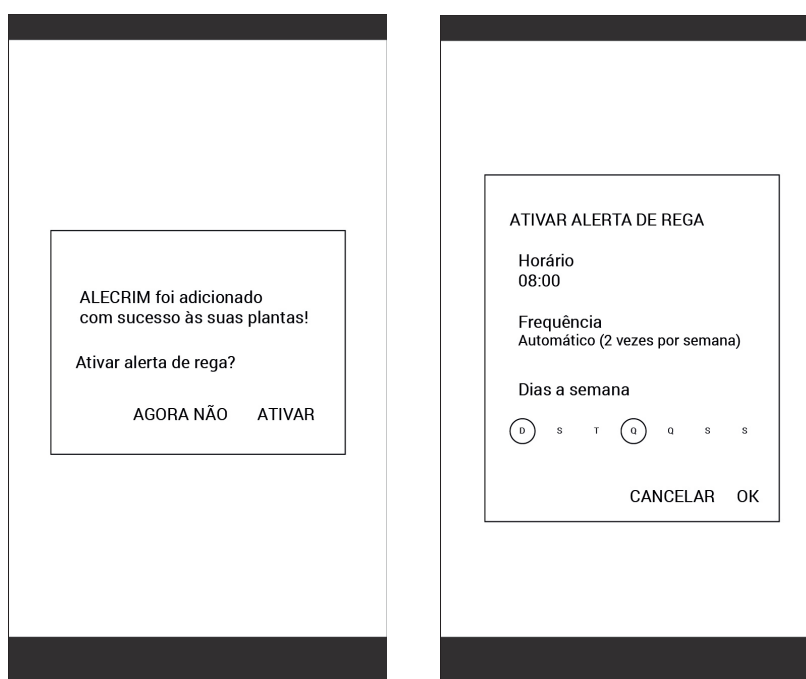 ALECRIM foi adicionado
com sucesso às suas plantas!
Ativar alerta de rega?
AGORA NÃO ATIVAR
ATIVAR ALERTA DE REGA
Horário
08:00
Frequência
Automático (2 vezes por semana)
Dias a semana
D S T Q Q S S
CANCELAR OK